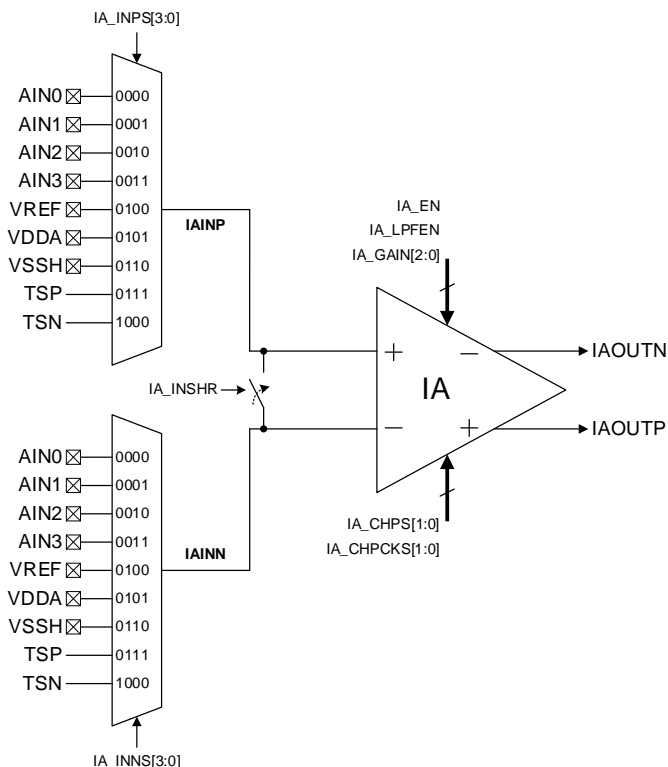 IA_INPS[3:0]
AIN0 0000
AIN1 0001
AIN2 0010
AIN3 0011
VREF 0100
VDDA 0101
VSSH 0110
TSP 0111
TSN 1000
IAINP
IA_EN
IA_LPFEN
IA_GAIN[2:0]
+ −
IAOUTN
IA_INSHR
IA
− +
IAOUTP
IA_CHPS[1:0]
IA_CHPCKS[1:0]
AIN0 0000
AIN1 0001
AIN2 0010
AIN3 0011
VREF 0100
VDDA 0101
VSSH 0110
TSP 0111
TSN 1000
IAINN
IA_INNS[3:0]